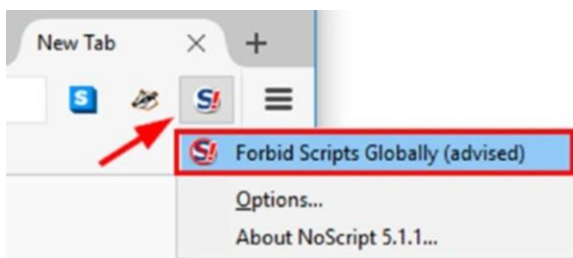 New Tab
S
S!
S! Forbid Scripts Globally (advised)
Options...
About NoScript 5.1.1...